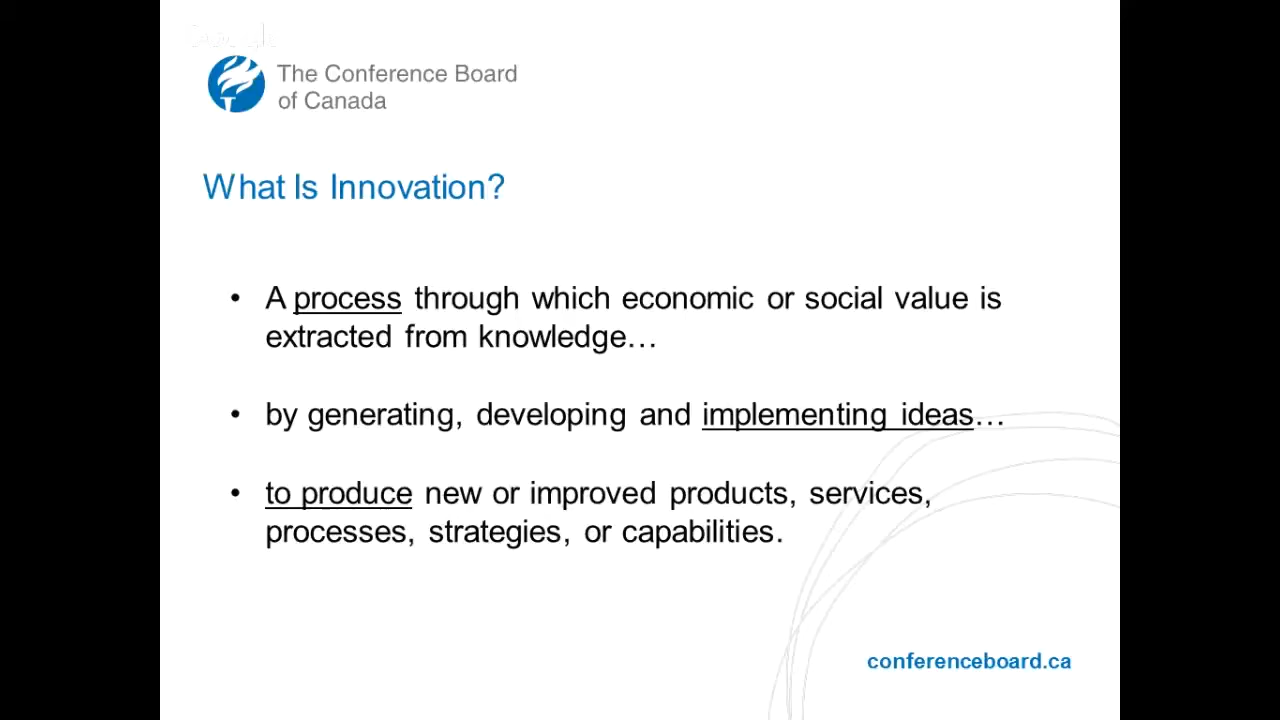 Google
The Conference Board
of Canada
What Is Innovation?
• A process through which economic or social value is
extracted from knowledge…
• by generating, developing and implementing ideas…
• to produce new or improved products, services,
processes, strategies, or capabilities.
conferenceboard.ca